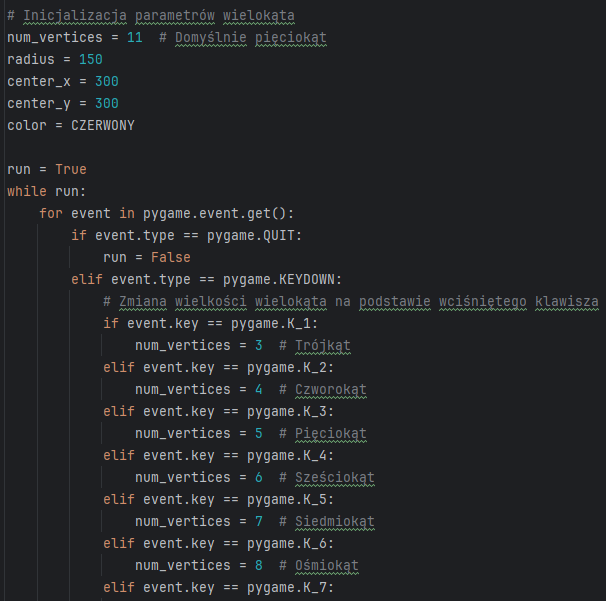 # Inicjalizacja parametrów wielokąta
num_vertices = 11  # Domyślnie pięciokąt
radius = 150
center_x = 300
center_y = 300
color = CZERWONY

run = True
while run:
    for event in pygame.event.get():
        if event.type == pygame.QUIT:
            run = False
        elif event.type == pygame.KEYDOWN:
            # Zmiana wielkości wielokąta na podstawie wciśniętego klawisza
            if event.key == pygame.K_1:
                num_vertices = 3  # Trójkąt
            elif event.key == pygame.K_2:
                num_vertices = 4  # Czworokąt
            elif event.key == pygame.K_3:
                num_vertices = 5  # Pięciokąt
            elif event.key == pygame.K_4:
                num_vertices = 6  # Sześciokąt
            elif event.key == pygame.K_5:
                num_vertices = 7  # Siedmiokąt
            elif event.key == pygame.K_6:
                num_vertices = 8  # Ośmiokąt
            elif event.key == pygame.K_7: